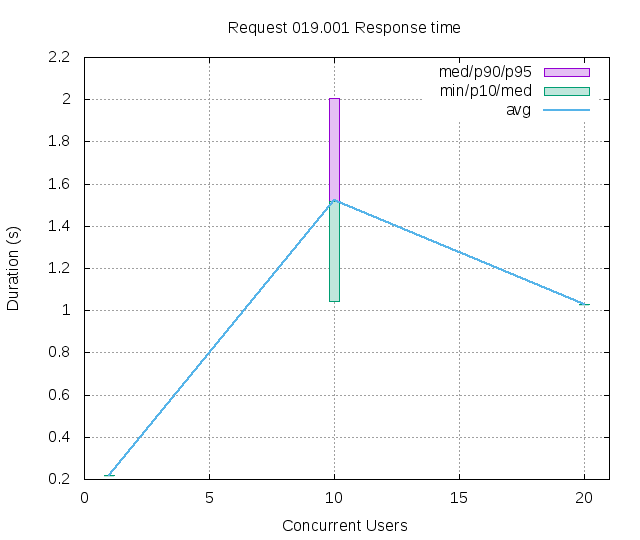 Request 019.001 Response time
2.2
2
1.8
1.6
1.4
1.2
1
0.8
0.6
0.4
0.2
Duration (s)
med/p90/p95
min/p10/med
avg
0 5 10 15 20
Concurrent Users